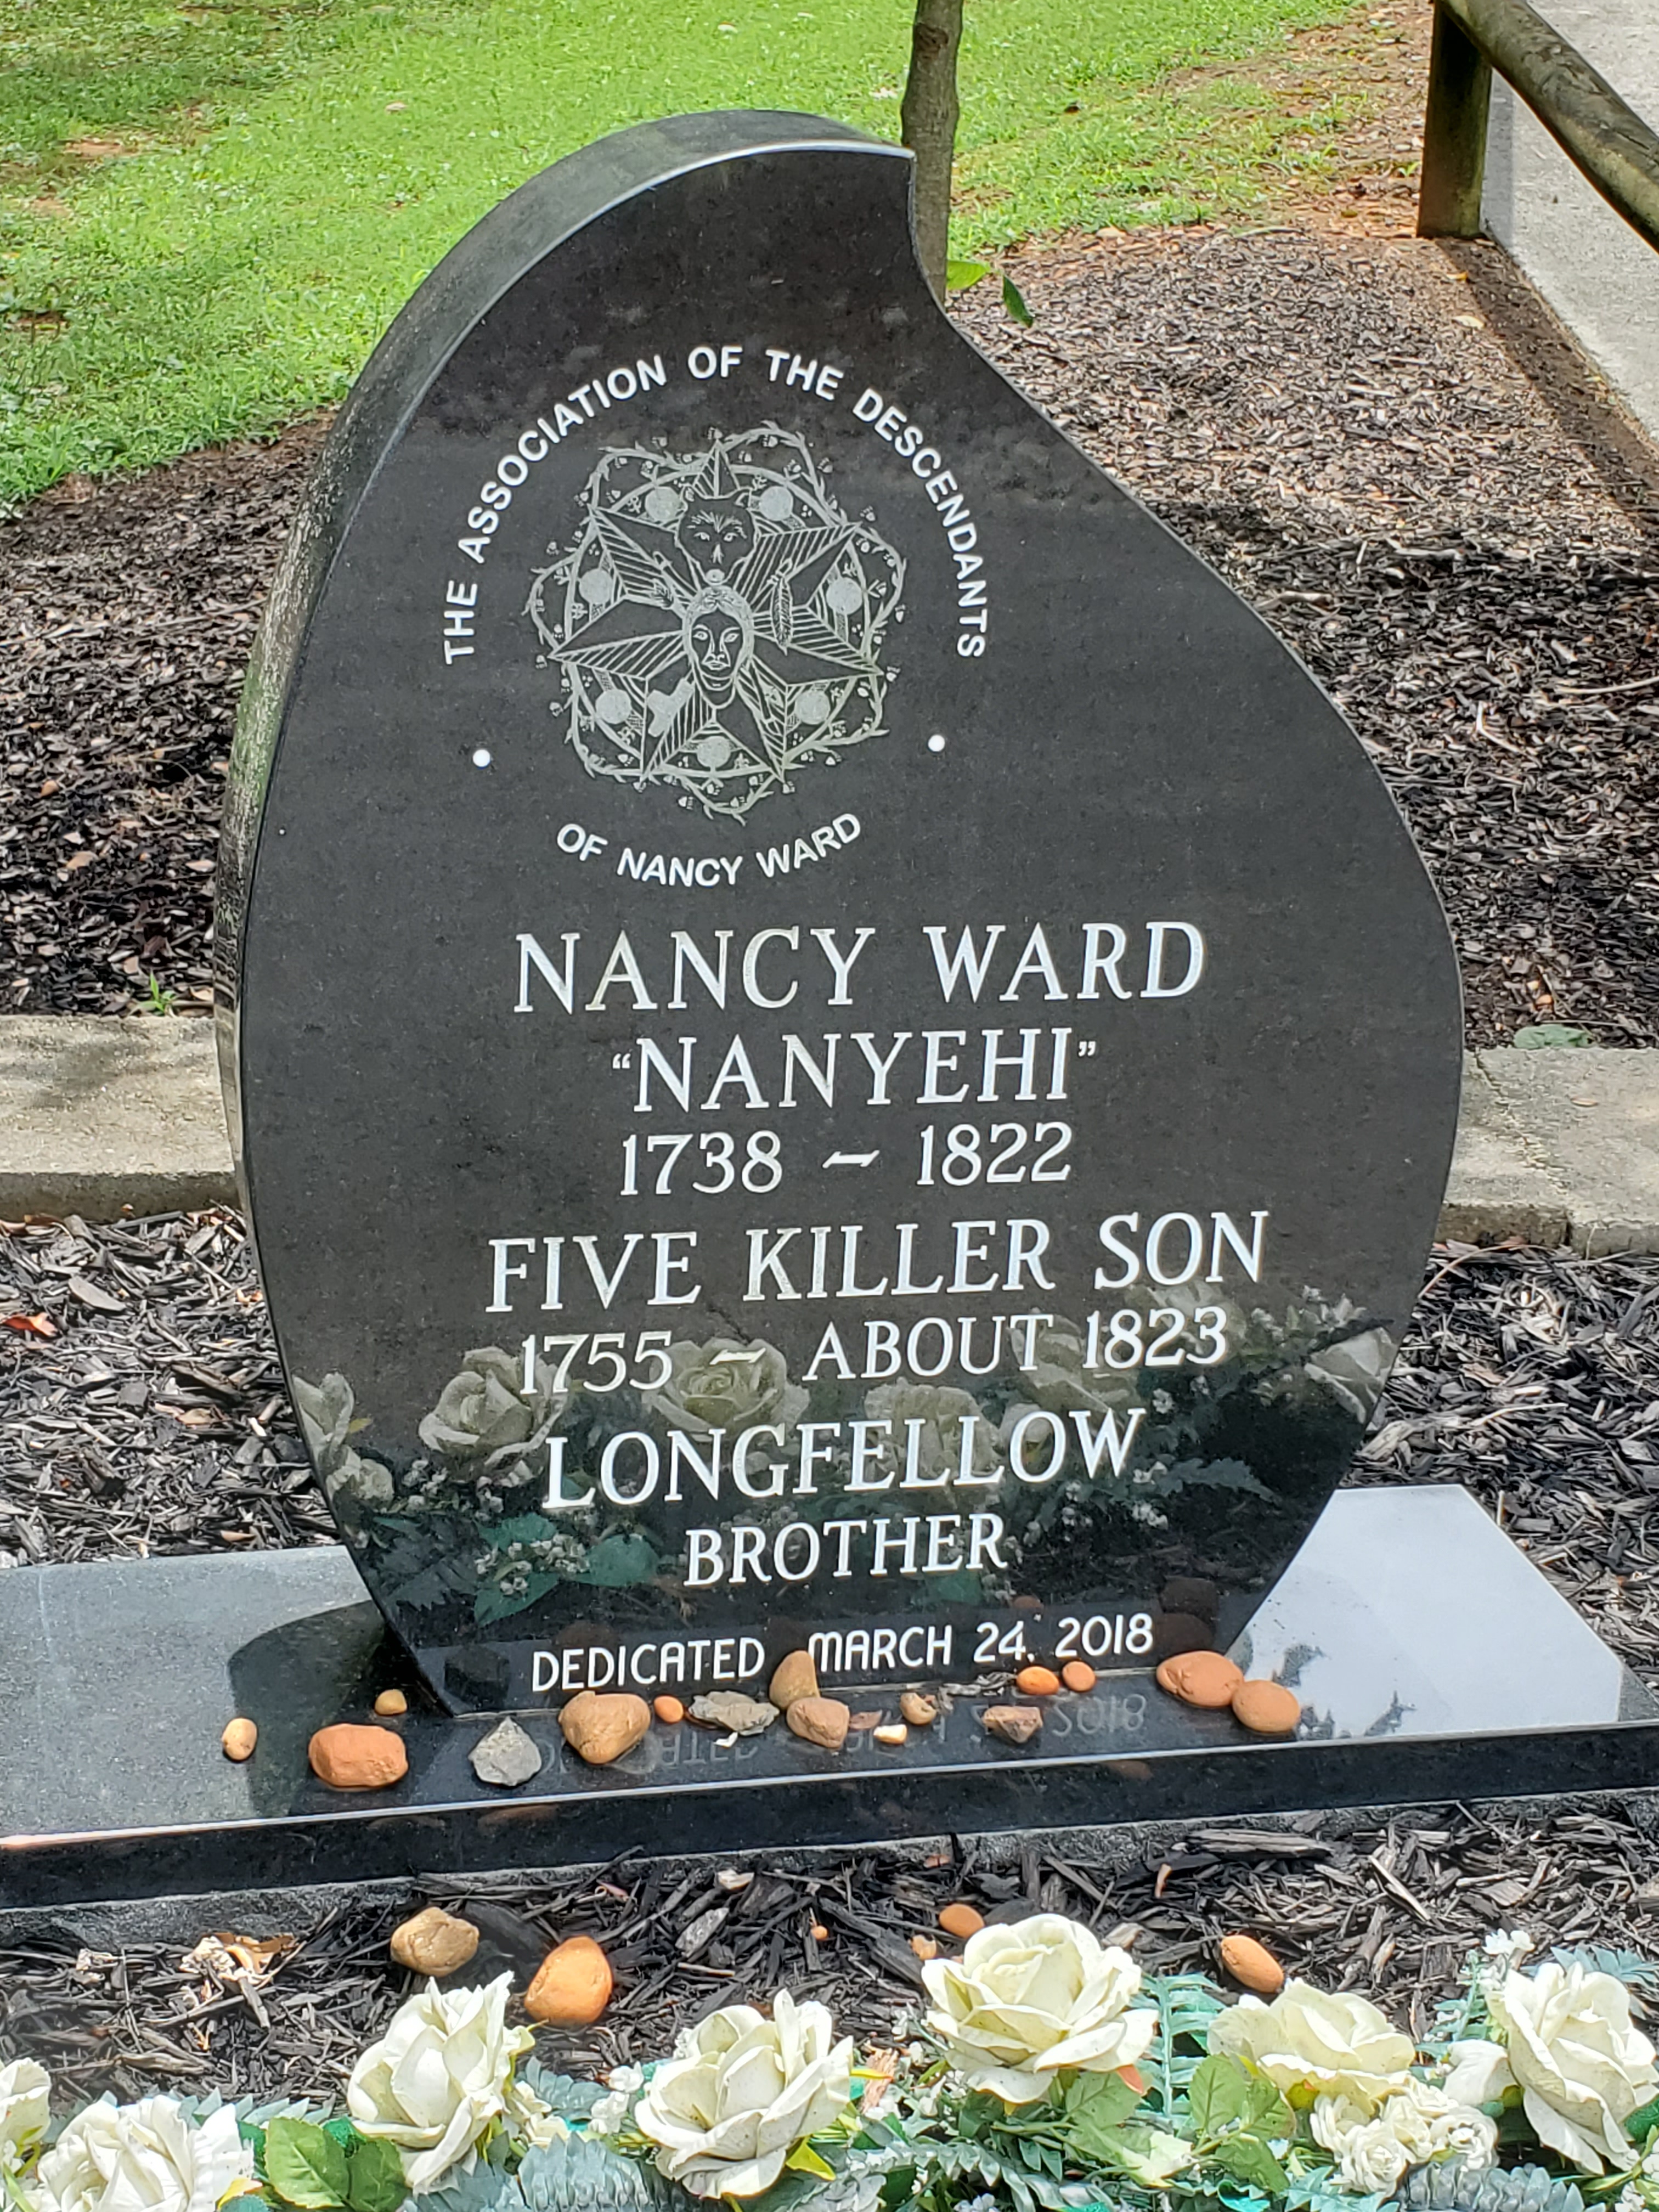 THE ASSOCIATION OF THE DESCENDANTS
OF NANCY WARD
NANCY WARD
“NANYEHI”
1738 ~ 1822
FIVE KILLER SON
1755 ~ ABOUT 1823
LONGFELLOW
BROTHER
DEDICATED MARCH 24, 2018